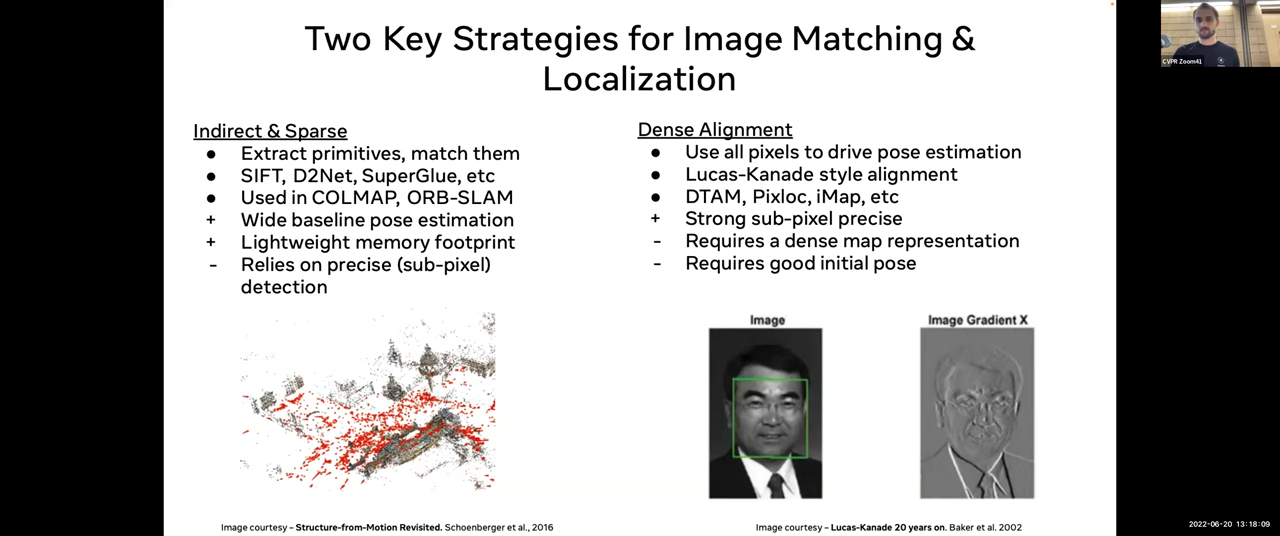 Two Key Strategies for Image Matching &
Localization
Indirect & Sparse
● Extract primitives, match them
● SIFT, D2Net, SuperGlue, etc
● Used in COLMAP, ORB-SLAM
+ Wide baseline pose estimation
+ Lightweight memory footprint
- Relies on precise (sub-pixel)
detection
Dense Alignment
● Use all pixels to drive pose estimation
● Lucas-Kanade style alignment
● DTAM, Pixloc, iMap, etc
+ Strong sub-pixel precise
- Requires a dense map representation
- Requires good initial pose
Image
Image Gradient X
Image courtesy – Structure-from-Motion Revisited. Schoenberger et al., 2016
Image courtesy – Lucas-Kanade 20 years on. Baker et al. 2002
CVPR Zoom41
2022-06-20 13:18:09